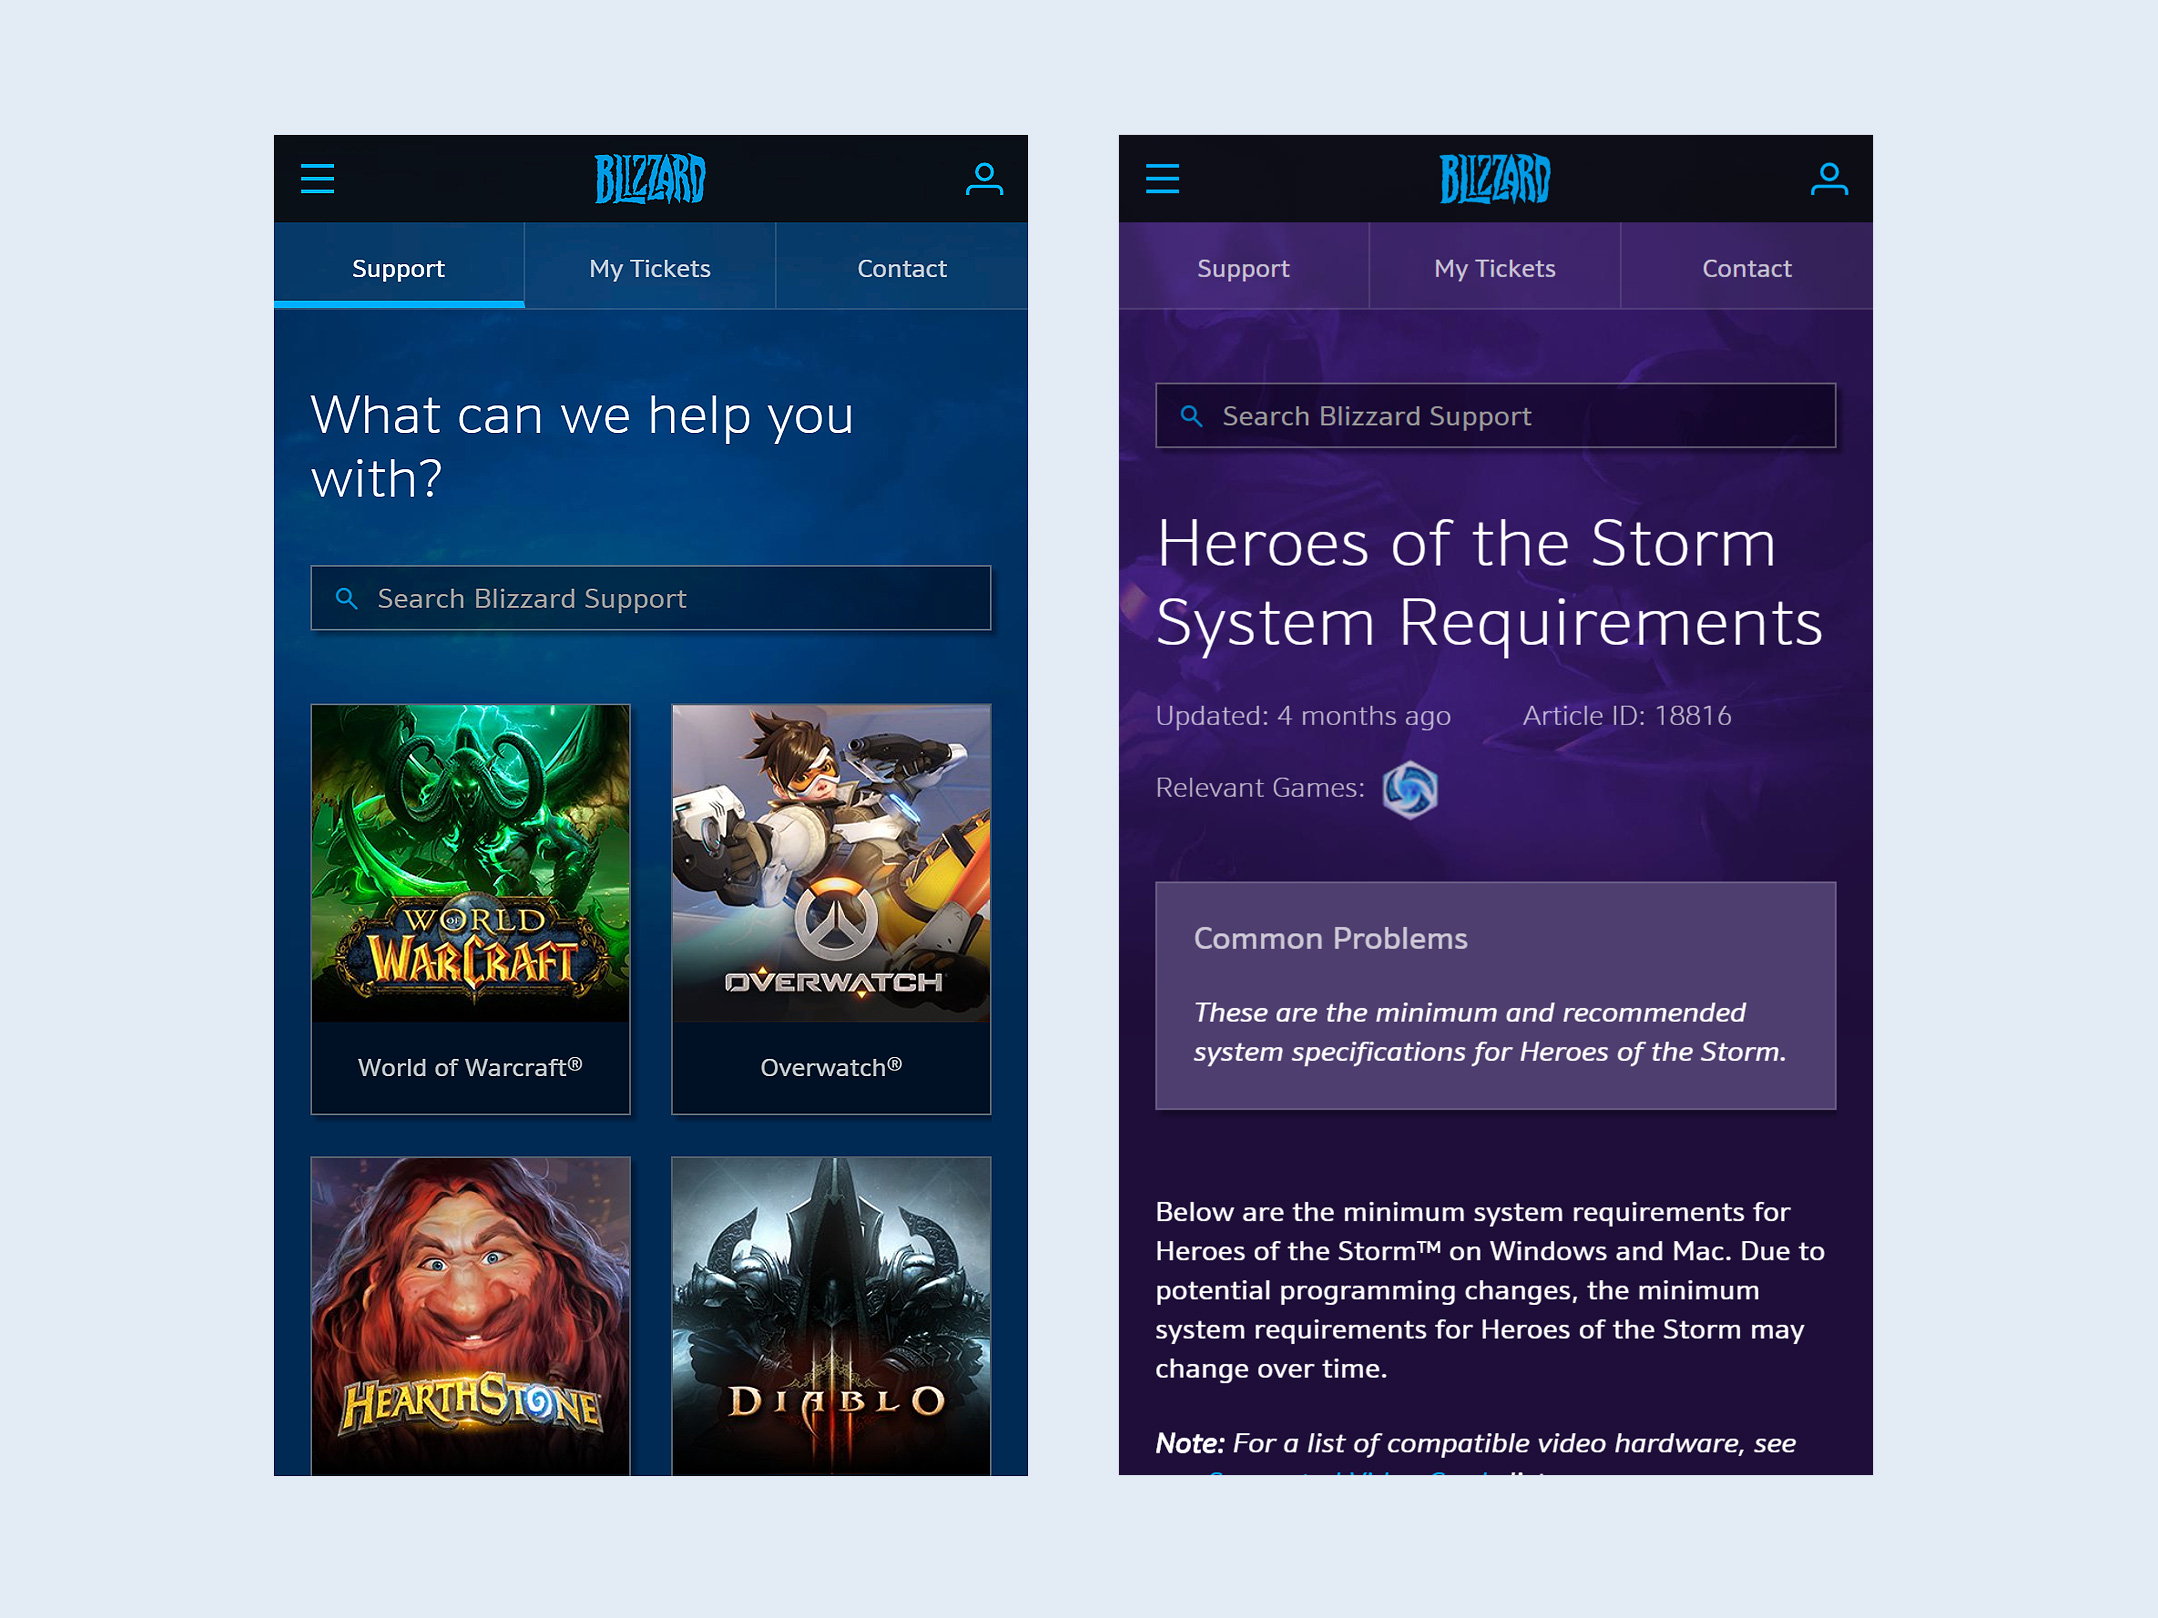 BLIZZARD
Support
My Tickets
Contact
What can we help you
with?
Search Blizzard Support
WORLD
OF
WARCRAFT
World of Warcraft®
OVERWATCH
Overwatch®
HEARTHSTONE
DIABLO
BLIZZARD
Support
My Tickets
Contact
Search Blizzard Support
Heroes of the Storm
System Requirements
Updated: 4 months ago
Article ID: 18816
Relevant Games:
Common Problems
These are the minimum and recommended
system specifications for Heroes of the Storm.
Below are the minimum system requirements for
Heroes of the Storm™ on Windows and Mac. Due to
potential programming changes, the minimum
system requirements for Heroes of the Storm may
change over time.
Note: For a list of compatible video hardware, see